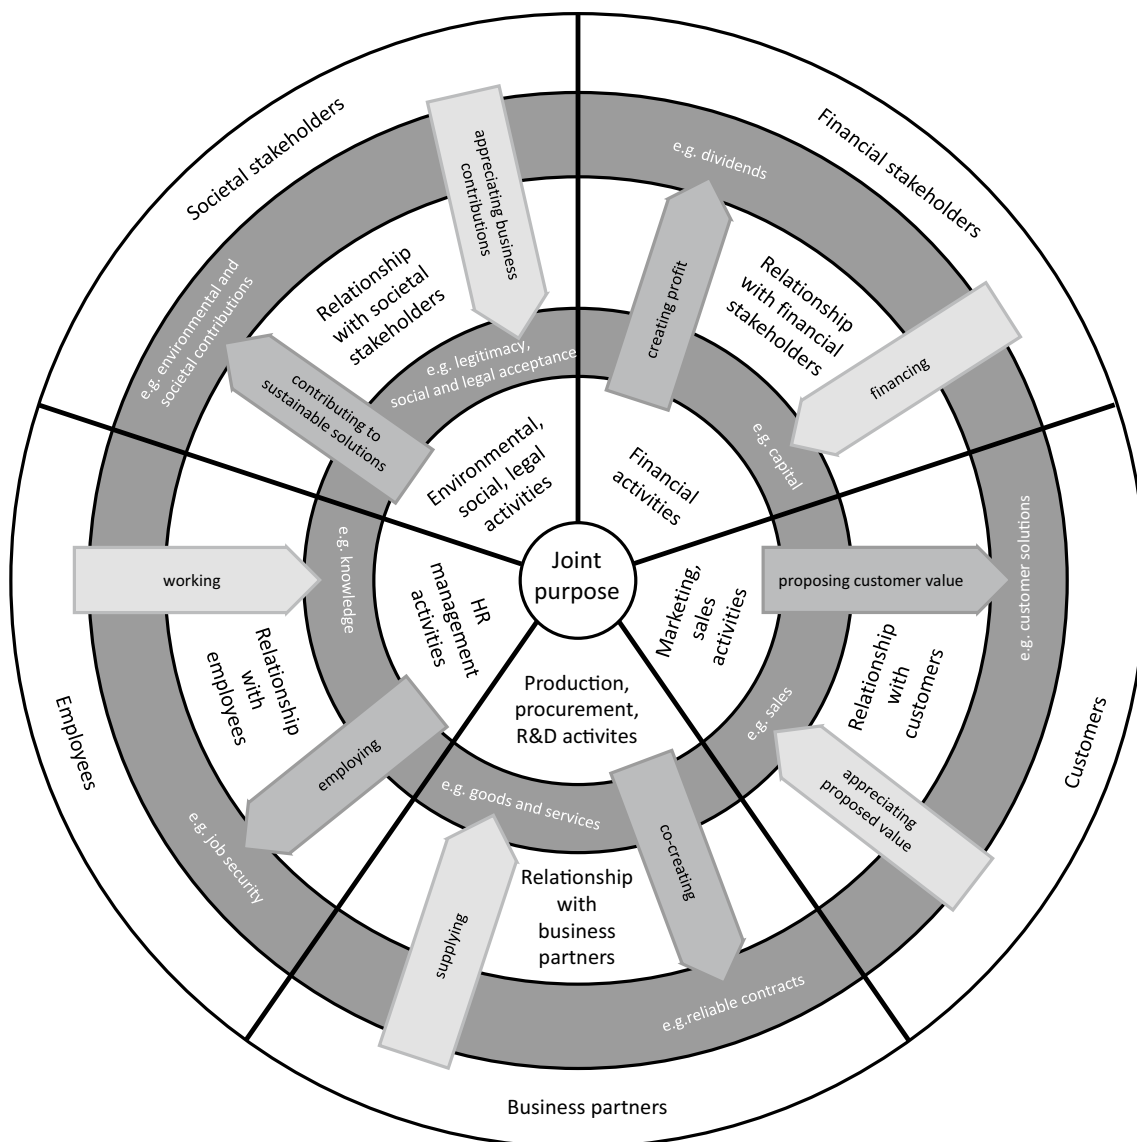 Societal stakeholders
Financial stakeholders
appreciating business
contributions
e.g. dividends
creating profit
Relationship
with financial
stakeholders
financing
e.g. environmental and
societal contributions
Relationship
with societal
stakeholders
contributing to
sustainable solutions
e.g. legitimacy,
social and legal acceptance
e.g. capital
Environmental,
social, legal
activities
Financial
activities
Joint
purpose
working
e.g. knowledge
HR
management
activities
Marketing,
sales
activities
proposing customer value
e.g. customer solutions
Relationship
with
employees
Employees
employing
e.g. job security
Production,
procurement,
R&D activites
e.g. sales
Relationship
with
customers
Customers
appreciating
proposed value
e.g. goods and services
supplying
Relationship
with
business
partners
co-creating
e.g.reliable contracts
Business partners